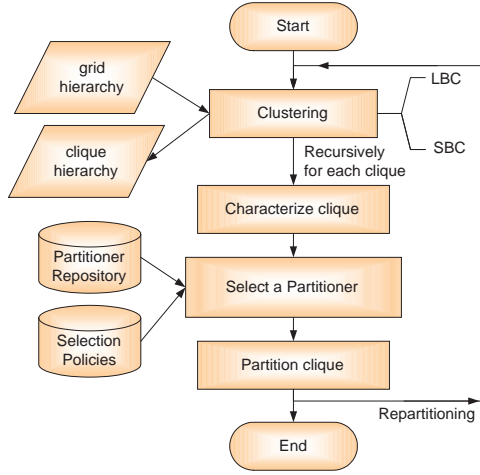 Start
grid
hierarchy
LBC
Clustering
clique
hierarchy
SBC
Recursively
for each clique
Characterize clique
Partitioner
Repository
Select a Partitioner
Selection
Policies
Partition clique
Repartitioning
End